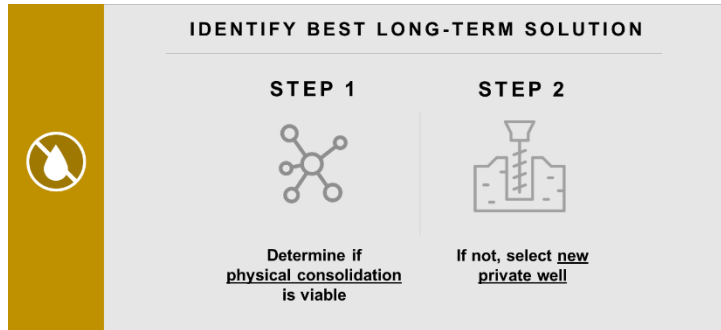 IDENTIFY BEST LONG-TERM SOLUTION
STEP 1
Determine if
physical consolidation
is viable
STEP 2
If not, select new
private well